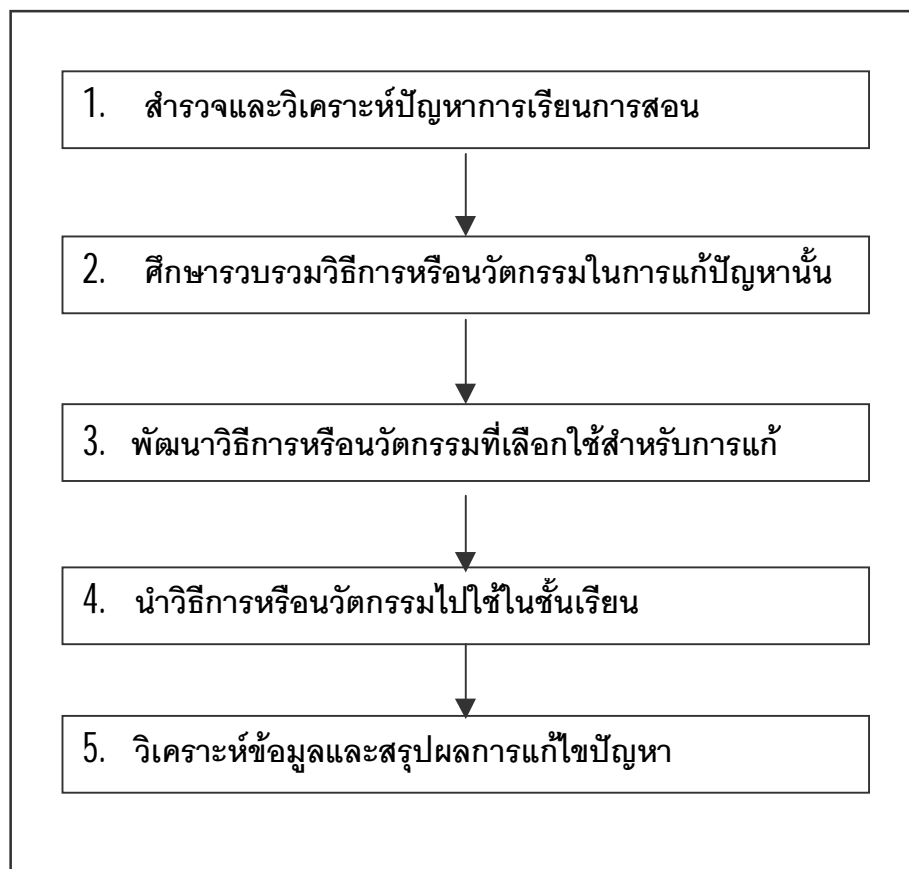 1. สำรวจและวิเคราะห์ปัญหาการเรียนการสอน
2. ศึกษารวบรวมวิธีการหรือนวัตกรรมในการแก้ปัญหานั้น
3. พัฒนาวิธีการหรือนวัตกรรมที่เลือกใช้สำหรับการแก้
4. นำวิธีการหรือนวัตกรรมไปใช้ในชั้นเรียน
5. วิเคราะห์ข้อมูลและสรุปผลการแก้ไขปัญหา